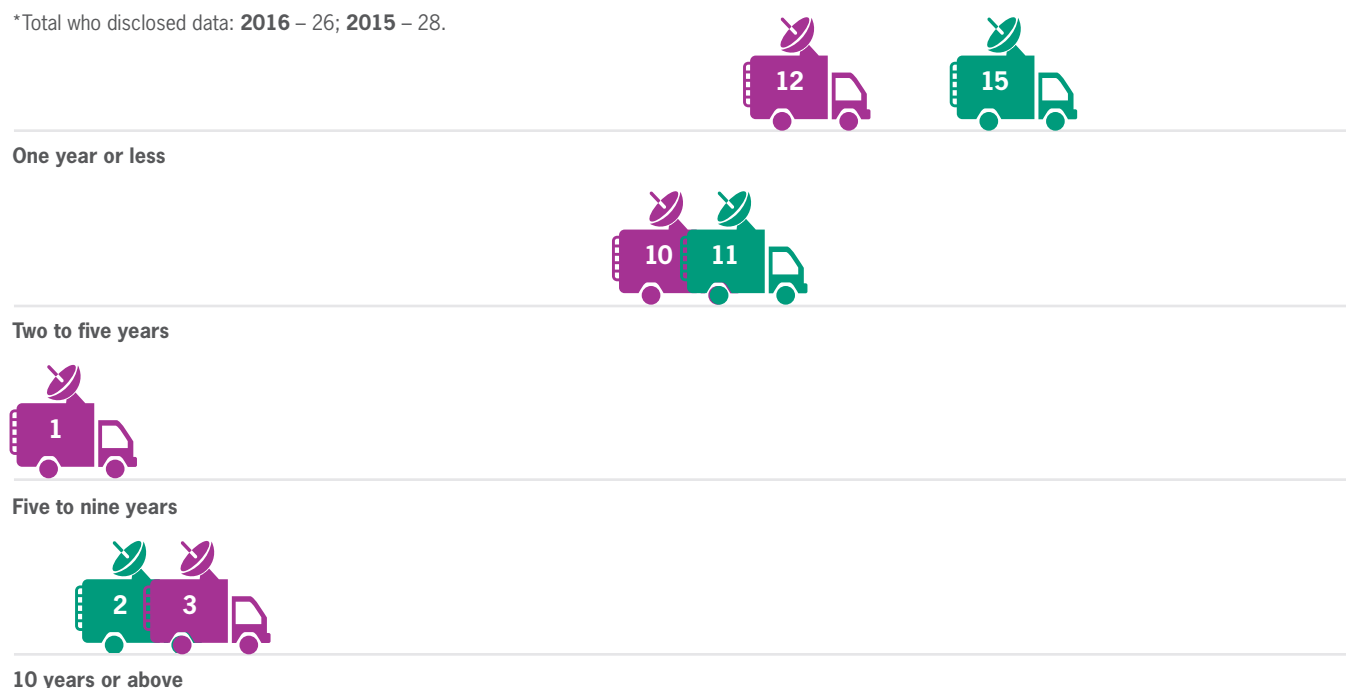 *Total who disclosed data: 2016 – 26; 2015 – 28.
12 15
One year or less
10 11
Two to five years
1
Five to nine years
2 3
10 years or above